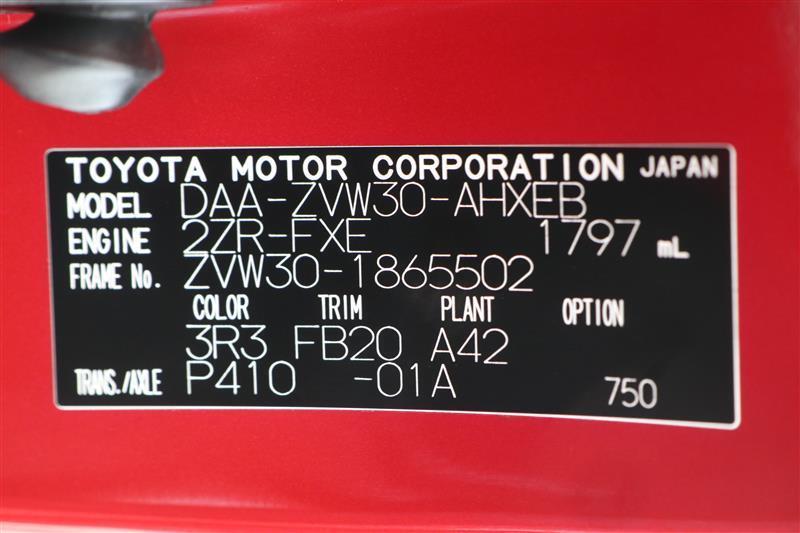 TOYOTA MOTOR CORPORATION JAPAN
MODEL DAA-ZVW30-AHXEB
ENGINE 2ZR-FXE 1797 mL
FRAME No. ZVW30-1865502
COLOR TRIM PLANT OPTION
3R3 FB20 A42
TRANS./AXLE P410 -01A 750